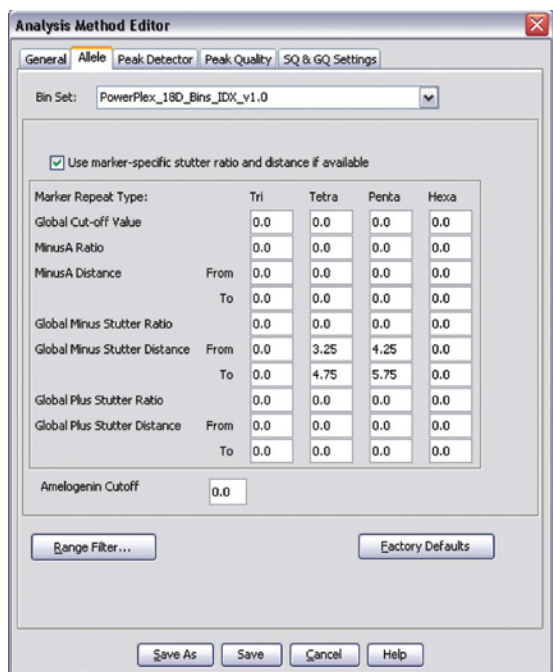 Analysis Method Editor
General Allele Peak Detector Peak Quality SQ & GQ Settings
Bin Set: PowerPlex_18D_Bins_IDX_v1.0
Use marker-specific stutter ratio and distance if available
Marker Repeat Type: Tri Tetra Penta Hexa
Global Cut-off Value 0.0 0.0 0.0 0.0
MinusA Ratio 0.0 0.0 0.0 0.0
MinusA Distance From 0.0 0.0 0.0 0.0
To 0.0 0.0 0.0 0.0
Global Minus Stutter Ratio 0.0 0.0 0.0 0.0
Global Minus Stutter Distance From 0.0 3.25 4.25 0.0
To 0.0 4.75 5.75 0.0
Global Plus Stutter Ratio 0.0 0.0 0.0 0.0
Global Plus Stutter Distance From 0.0 0.0 0.0 0.0
To 0.0 0.0 0.0 0.0
Amelogenin Cutoff 0.0
Range Filter... Factory Defaults
Save As Save Cancel Help